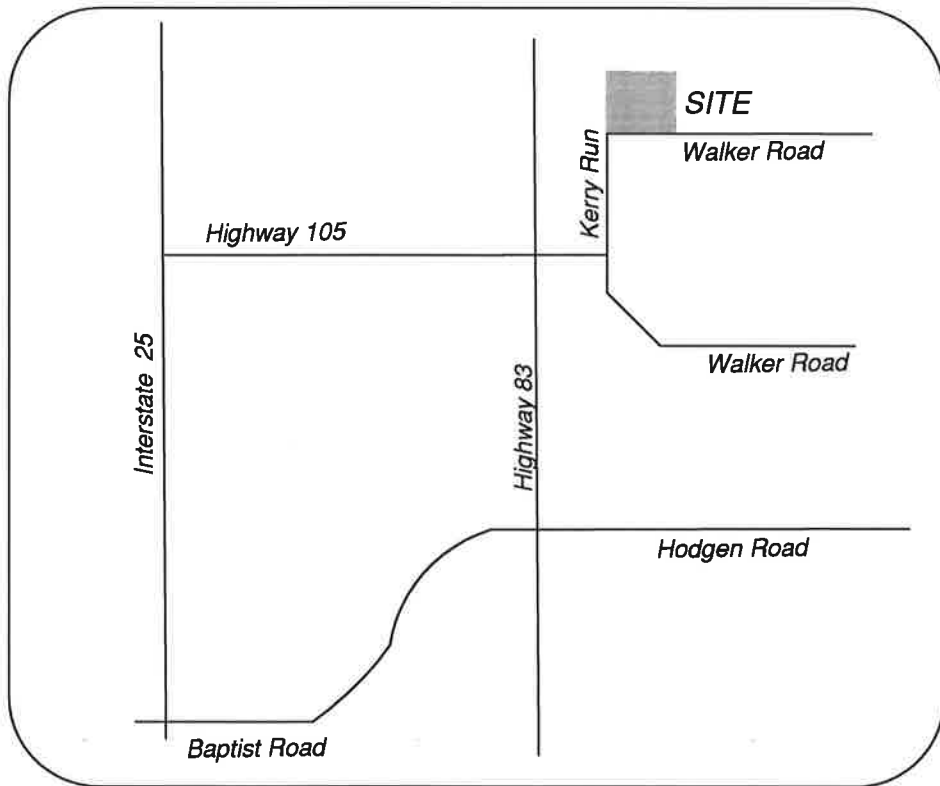 SITE
Walker Road
Kerry Run
Highway 105
Interstate 25
Walker Road
Highway 83
Hodgen Road
Baptist Road